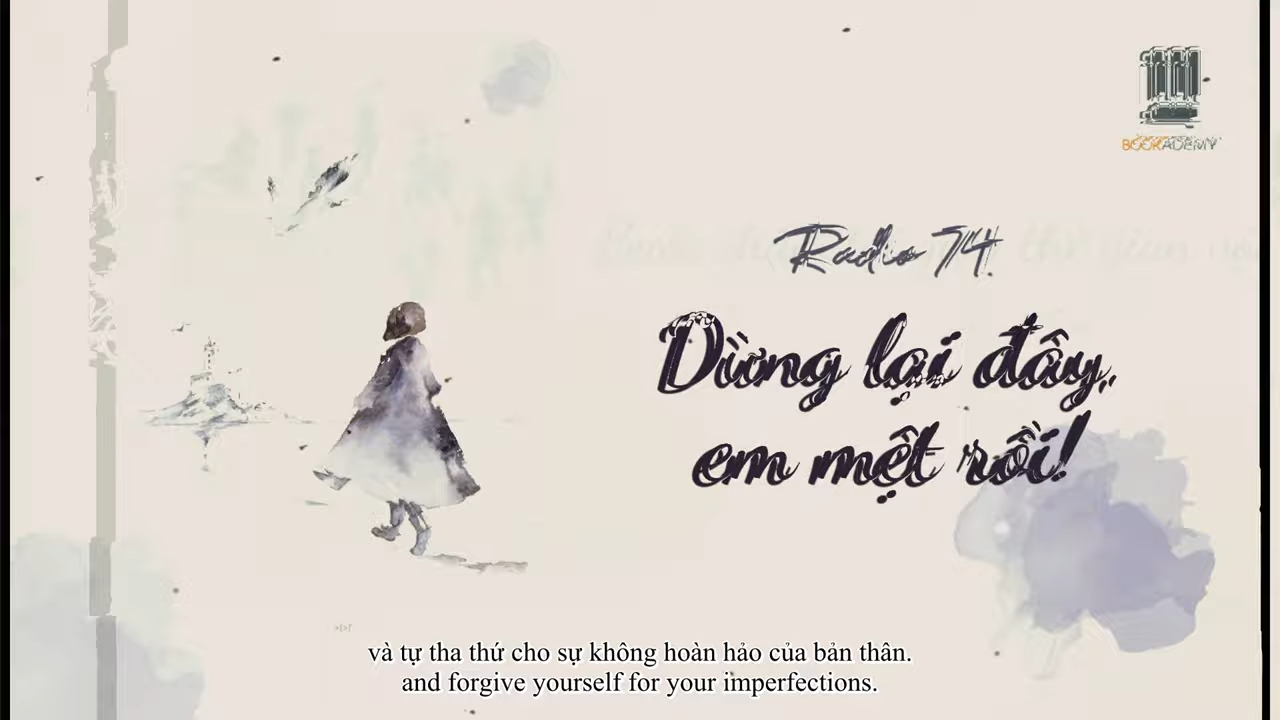 BOOKADEMY
Radio 74.
Dừng lại đây,
em mệt rồi!
và tự tha thứ cho sự không hoàn hảo của bản thân.
and forgive yourself for your imperfections.